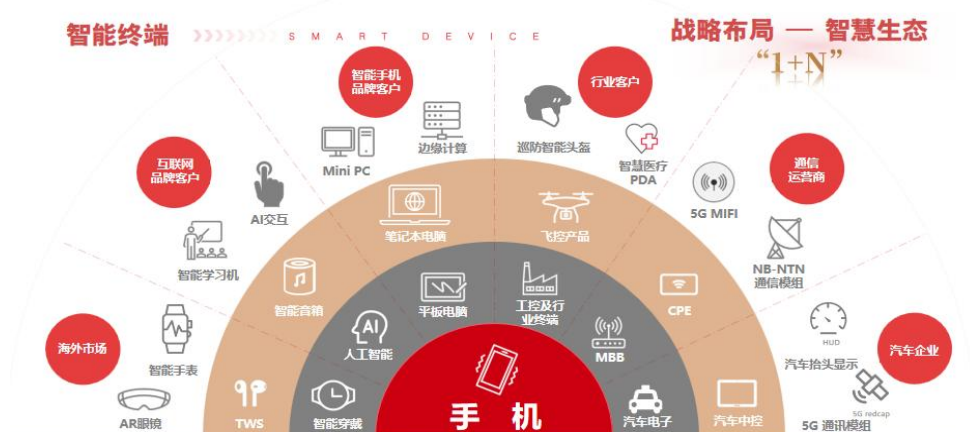 智能终端
SMART DEVICE
战略布局 — 智慧生态
“1+N”
智能手机
品牌客户
行业客户
互联网
品牌客户
通信
运营商
海外市场
汽车企业
Mini PC
边缘计算
巡防智能头盔
智慧医疗
PDA
AI交互
5G MIFI
智能学习机
NB-NTN
通信模组
智能手表
HUD
汽车抬头显示
AR眼镜
5G redcap
5G 通讯模组
笔记本电脑
飞控产品
智能音箱
CPE
TWS
汽车中控
平板电脑
工控及行
业终端
AI
人工智能
MBB
智能穿戴
汽车电子
手 机